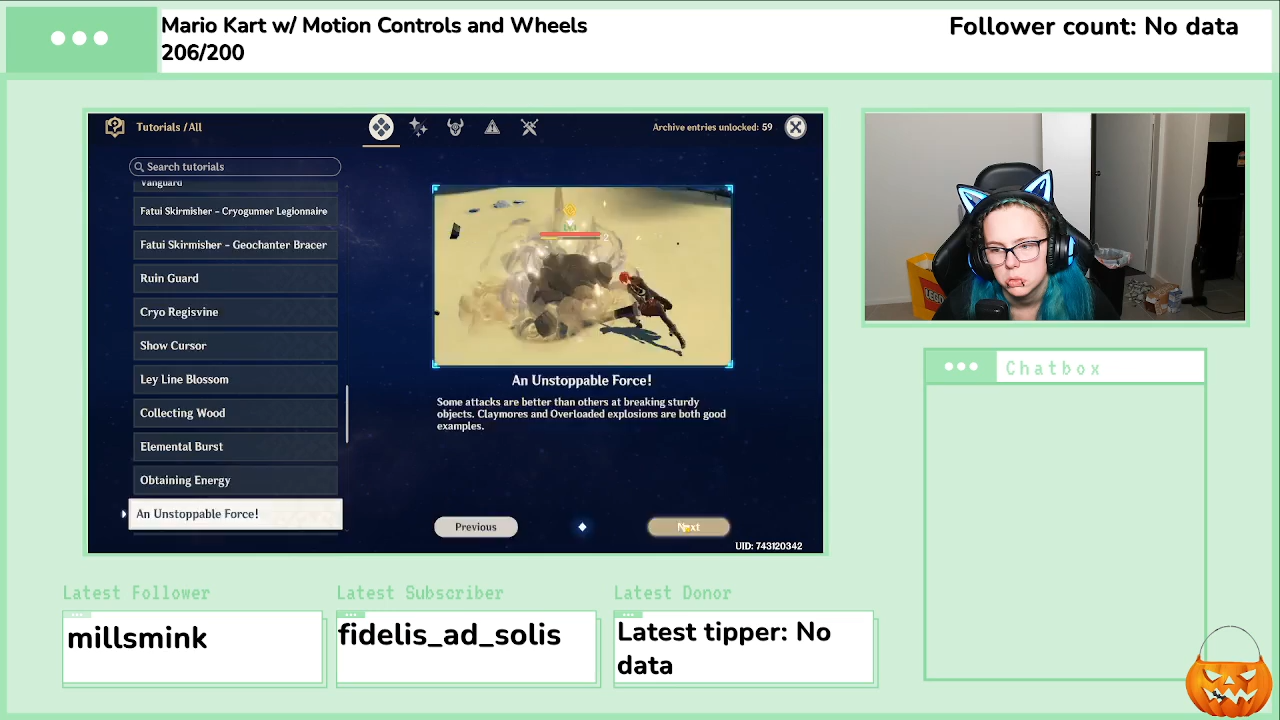 Mario Kart w/ Motion Controls and Wheels
206/200
Follower count: No data
Tutorials /All
Archive entries unlocked: 59
Search tutorials
Vanguard
Fatui Skirmisher - Cryogunner Legionnaire
Fatui Skirmisher - Geochanter Bracer
Ruin Guard
Cryo Regisvine
Show Cursor
Ley Line Blossom
Collecting Wood
Elemental Burst
Obtaining Energy
An Unstoppable Force!
An Unstoppable Force!
Some attacks are better than others at breaking sturdy
objects. Claymores and Overloaded explosions are both good
examples.
Previous
Next
UID: 743120342
LEGO
Chatbox
Latest Follower
millsmink
Latest Subscriber
fidelis_ad_solis
Latest Donor
Latest tipper: No
data